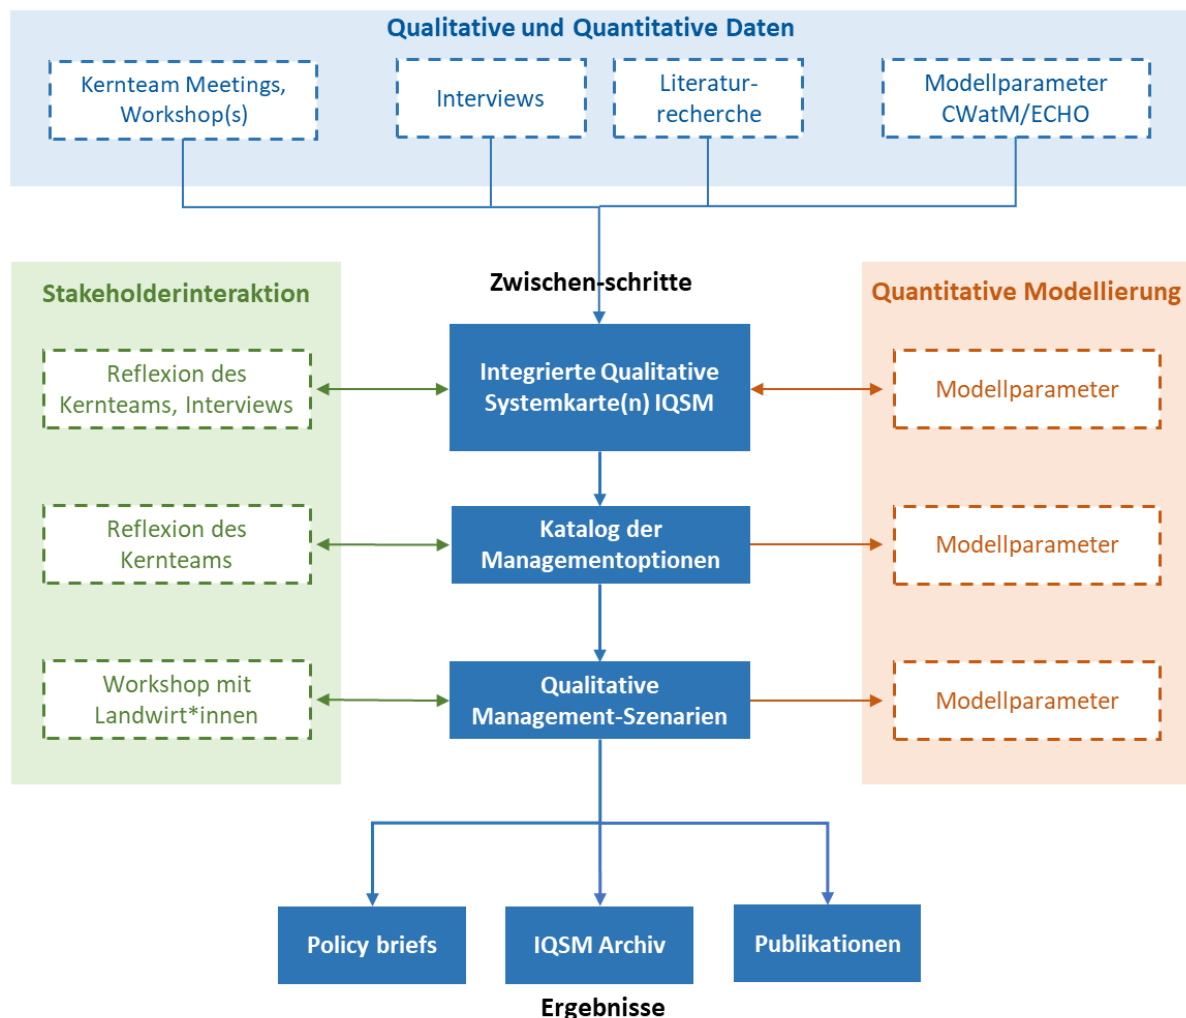 Qualitative und Quantitative Daten
Kernteam Meetings,
Workshop(s)
Interviews
Literatur-
recherche
Modellparameter
CWatM/ECHO
Zwischen-schritte
Stakeholderinteraktion
Quantitative Modellierung
Reflexion des
Kernteams, Interviews
Integrierte Qualitative
Systemkarte(n) IQSM
Modellparameter
Reflexion des
Kernteams
Katalog der
Managementoptionen
Modellparameter
Workshop mit
Landwirt*innen
Qualitative
Management-Szenarien
Modellparameter
Policy briefs
IQSM Archiv
Publikationen
Ergebnisse